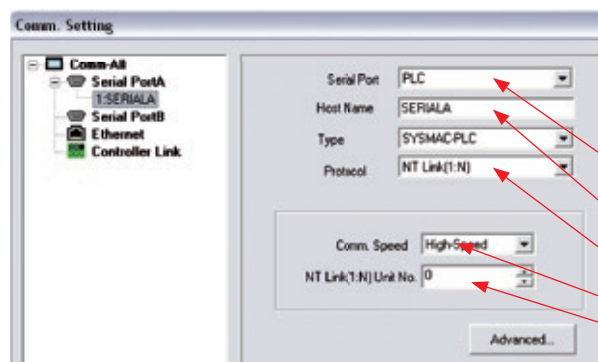 Comm. Setting
Comm-All
Serial PortA
1:SERIALA
Serial PortB
Ethernet
Controller Link
Serial Port PLC
Host Name SERIALA
Type SYSMAC-PLC
Protocol NT Link(1:N)
Comm. Speed High-Speed
NT Link(1:N) Unit No. 0
Advanced...